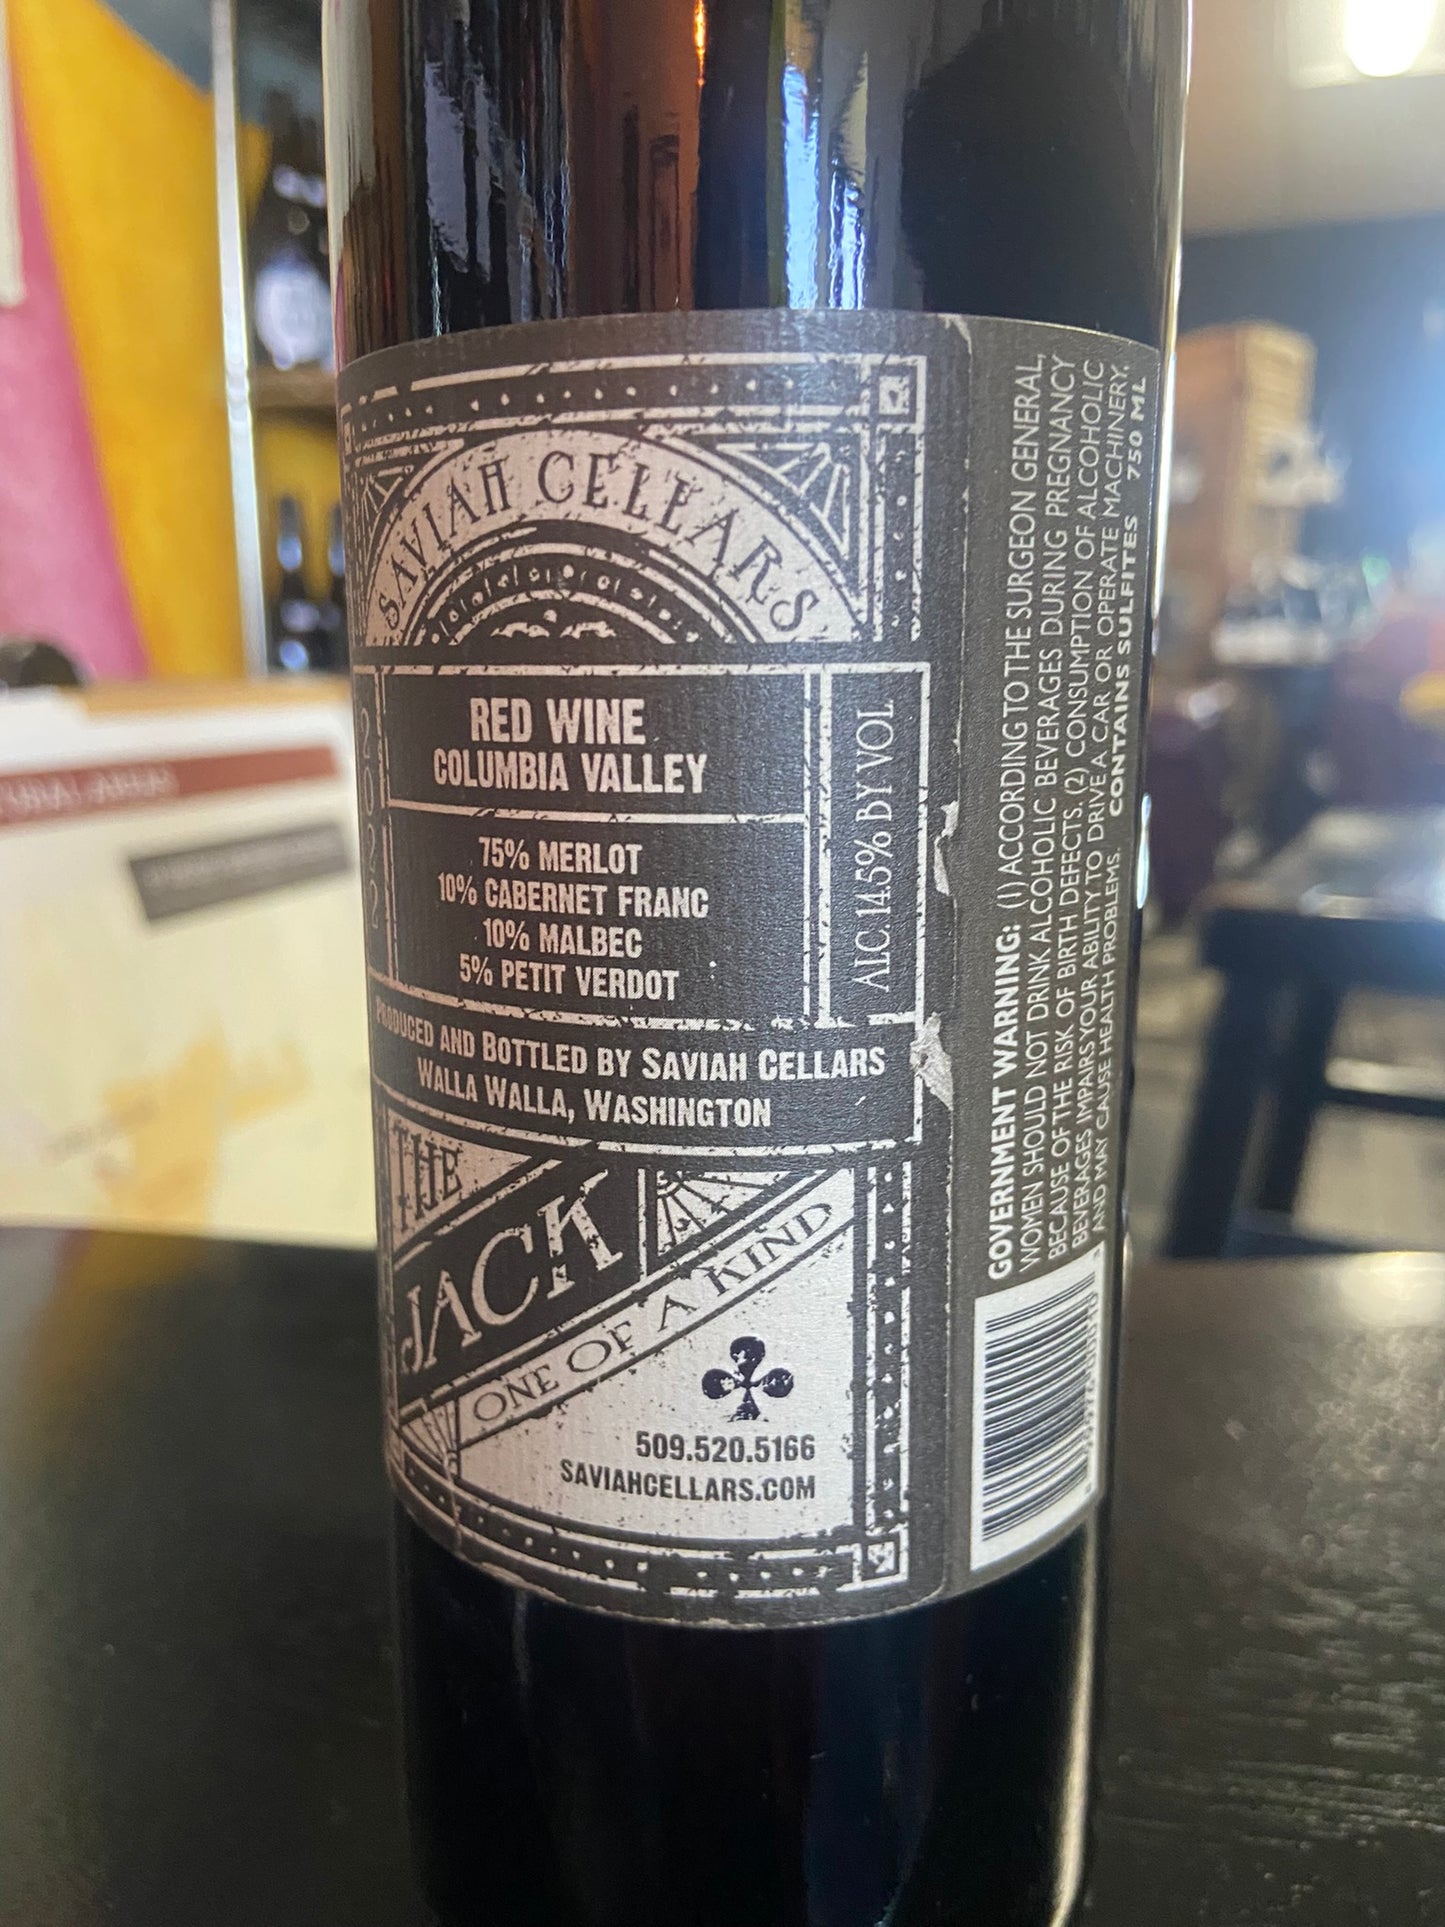 SAVIAH CELLARS
2022
RED WINE
COLUMBIA VALLEY
75% MERLOT
10% CABERNET FRANC
10% MALBEC
5% PETIT VERDOT
ALC. 14.5% BY VOL
PRODUCED AND BOTTLED BY SAVIAH CELLARS
WALLA WALLA, WASHINGTON
THE
JACK
ONE OF A KIND
509.520.5166
SAVIAHCELLARS.COM
GOVERNMENT WARNING: (1) ACCORDING TO THE SURGEON GENERAL,
WOMEN SHOULD NOT DRINK ALCOHOLIC BEVERAGES DURING PREGNANCY
BECAUSE OF THE RISK OF BIRTH DEFECTS. (2) CONSUMPTION OF ALCOHOLIC
BEVERAGES IMPAIRS YOUR ABILITY TO DRIVE A CAR OR OPERATE MACHINERY,
AND MAY CAUSE HEALTH PROBLEMS. CONTAINS SULFITES 750 ML